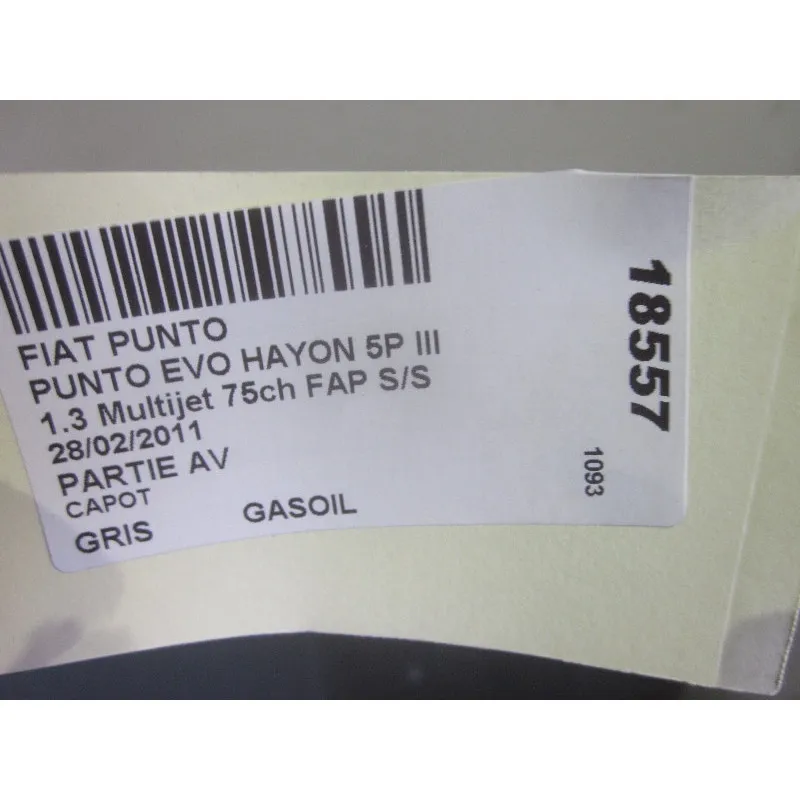 FIAT PUNTO
PUNTO EVO HAYON 5P III
1.3 Multijet 75ch FAP S/S
28/02/2011
PARTIE AV
CAPOT
GRIS GASOIL
18557
1093